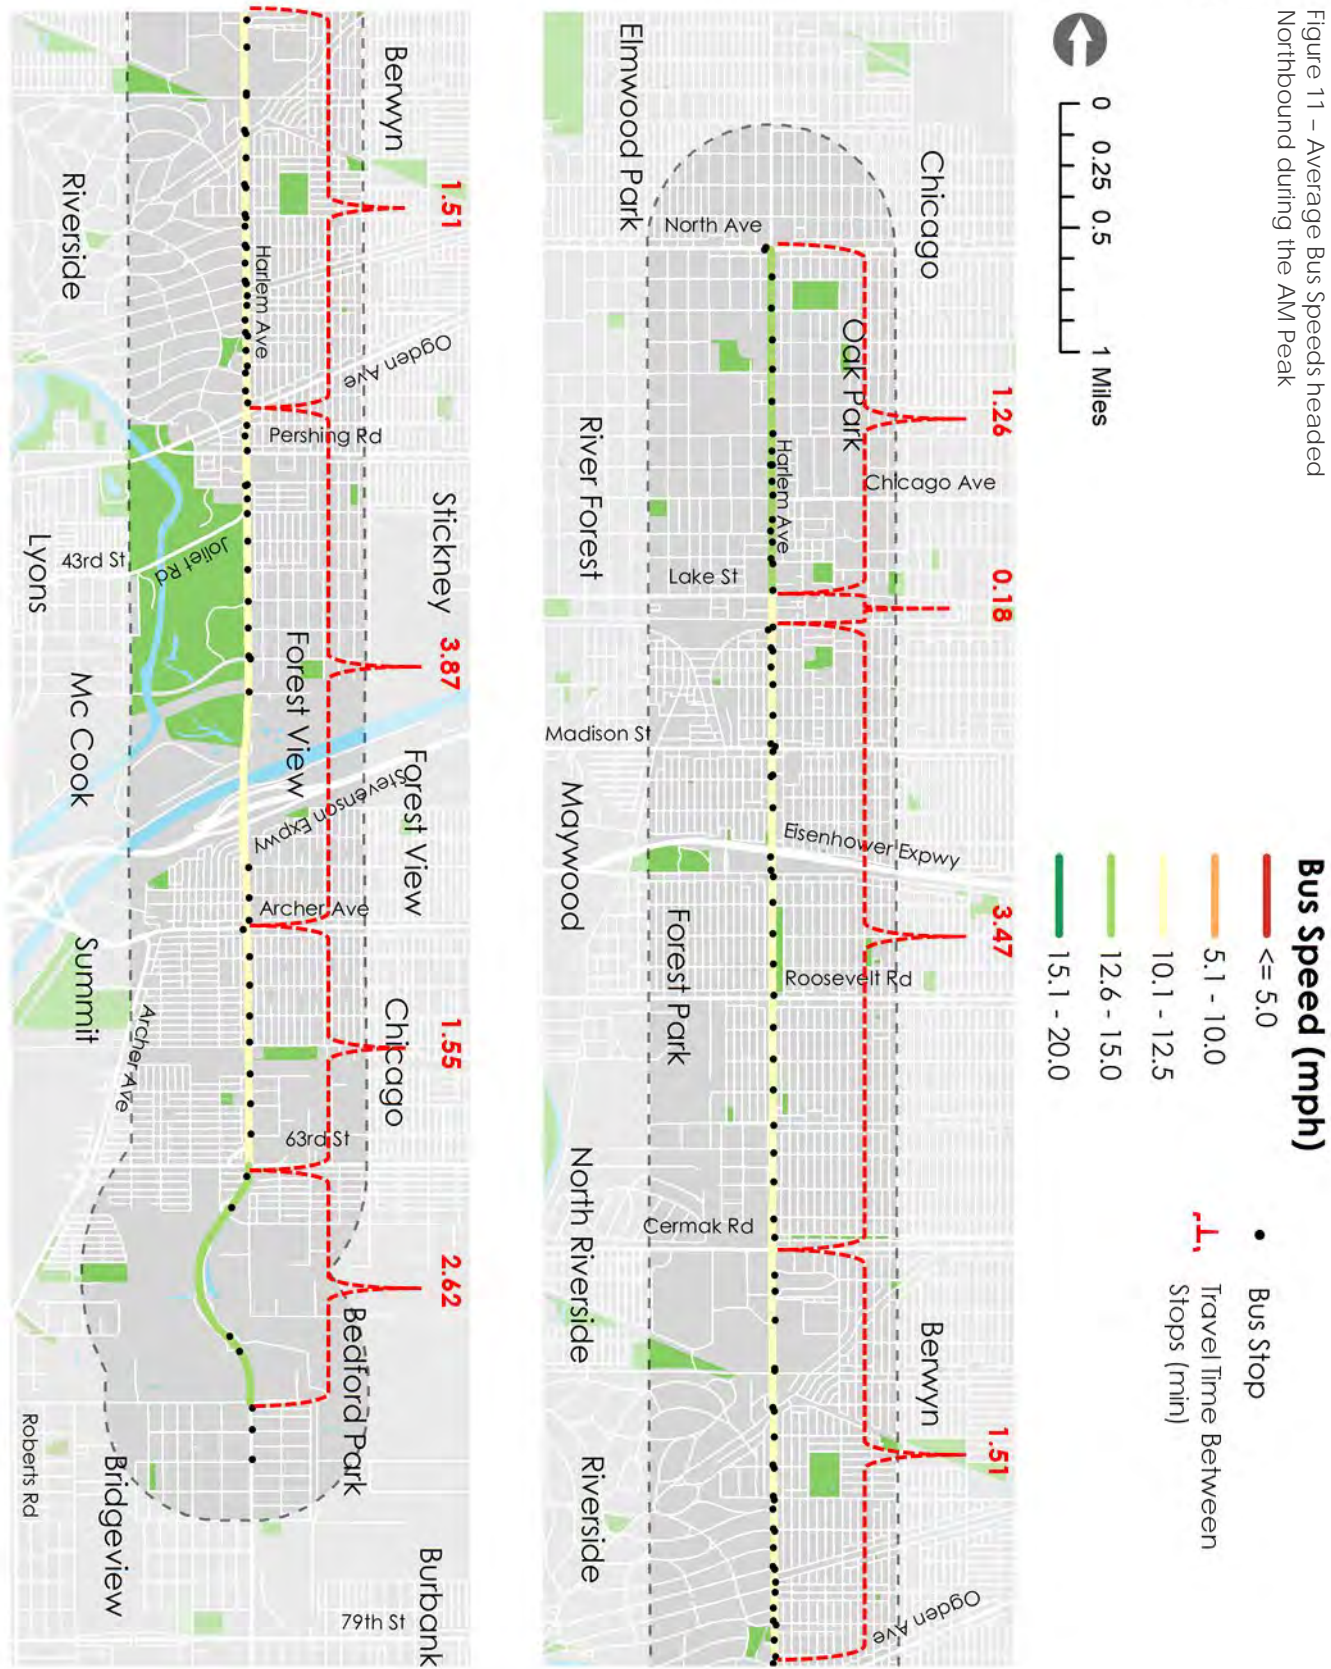 Figure 11 – Average Bus Speeds headed
Northbound during the AM Peak
0 0.25 0.5 1 Miles
Bus Speed (mph)
<= 5.0
5.1 - 10.0
10.1 - 12.5
12.6 - 15.0
15.1 - 20.0
Bus Stop
Travel Time Between
Stops (min)
Elmwood Park
Chicago
North Ave
Oak Park
1.26
Chicago Ave
Harlem Ave
River Forest
Lake St
0.18
Madison St
Maywood
Eisenhower Expwy
3.47
Forest Park
Roosevelt Rd
North Riverside
Cermak Rd
Berwyn
1.51
Riverside
Ogden Ave
Berwyn
1.51
Riverside
Harlem Ave
Ogden Ave
Pershing Rd
Stickney
43rd St
Joliet Rd
Lyons
3.87
Forest View
Mc Cook
Forest View
Stevenson Expwy
Archer Ave
Summit
Archer Ave
Chicago
1.55
63rd St
2.62
Bedford Park
Roberts Rd
Bridgeview
79th St
Burbank